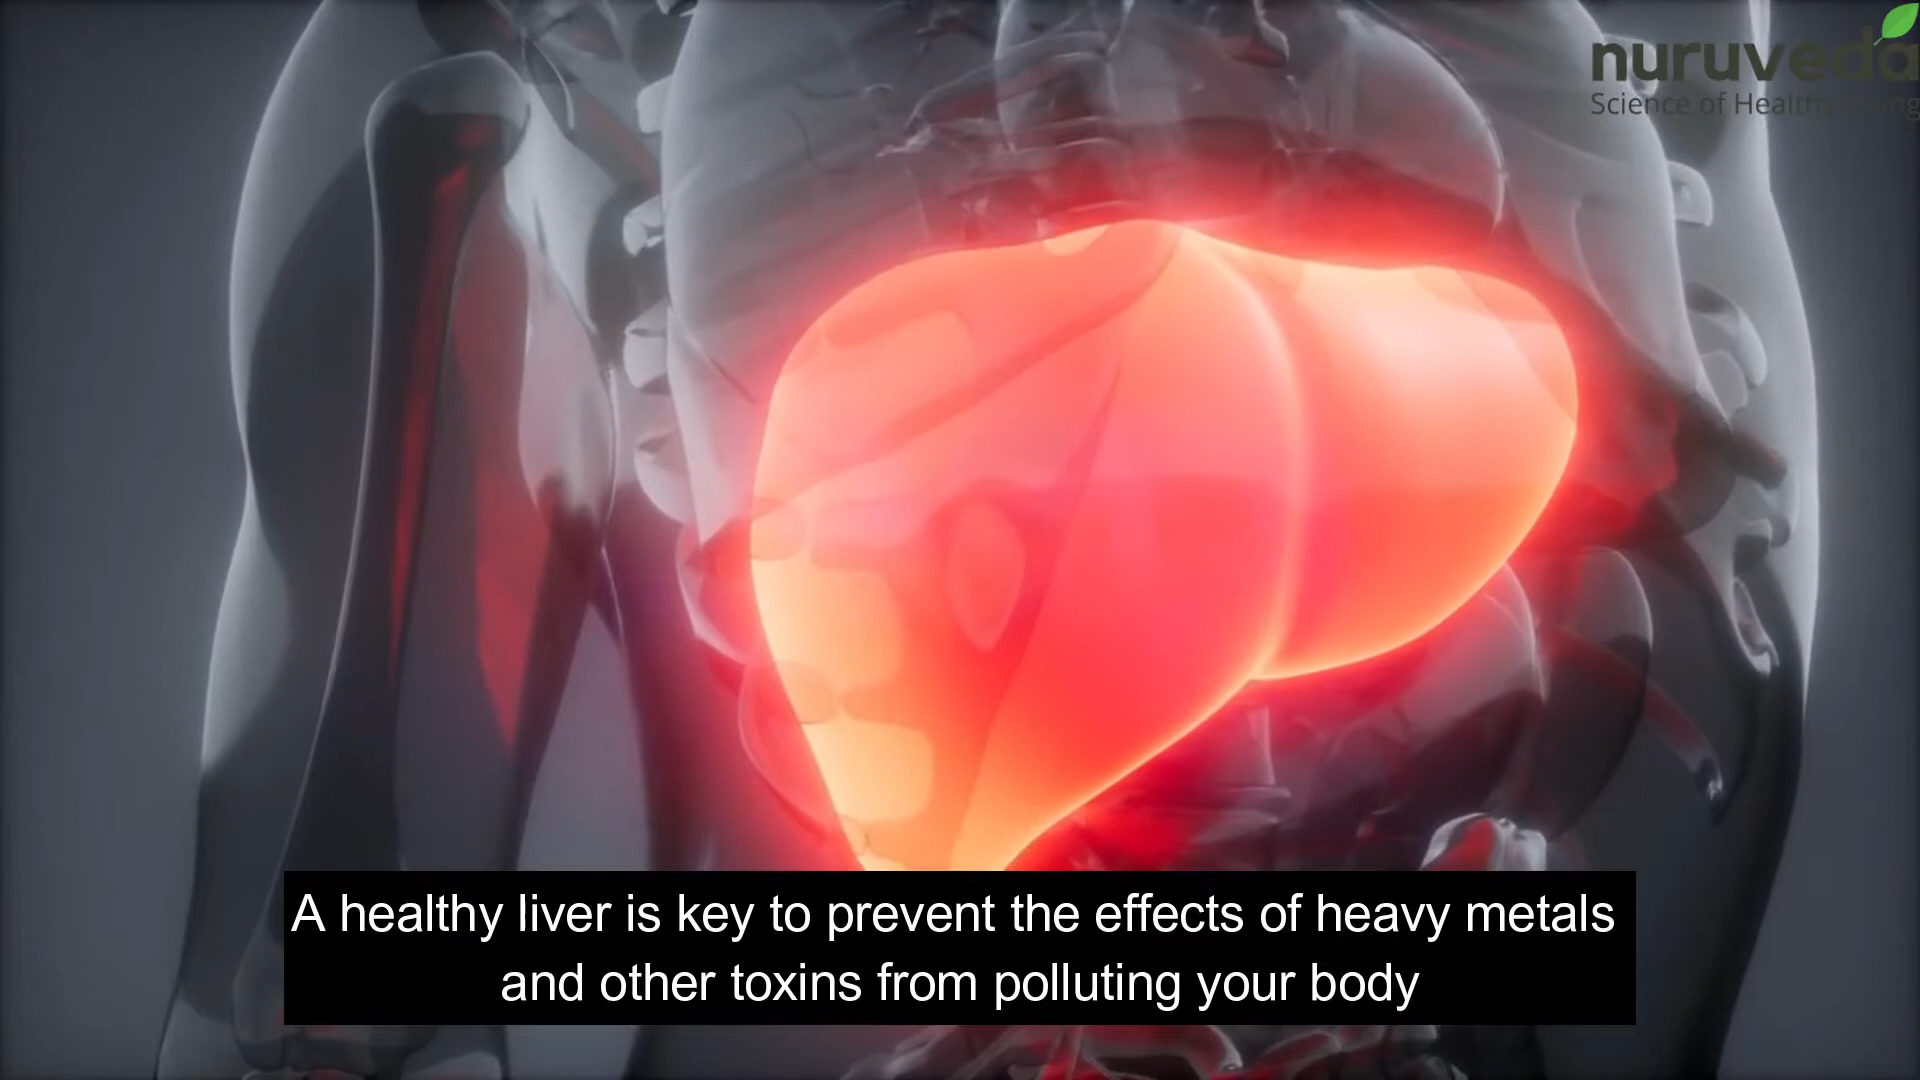 nuruveda
Science of Healthy
A healthy liver is key to prevent the effects of heavy metals
and other toxins from polluting your body